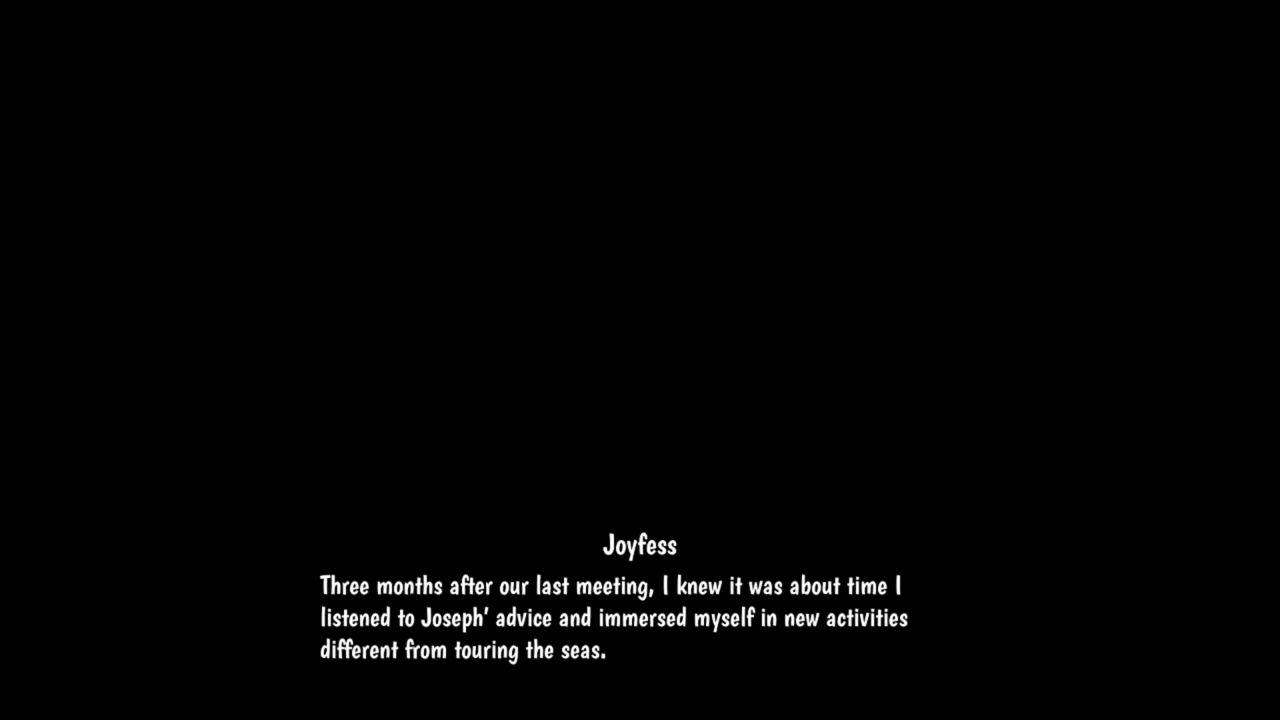 Joyfess
Three months after our last meeting, I knew it was about time I
listened to Joseph' advice and immersed myself in new activities
different from touring the seas.